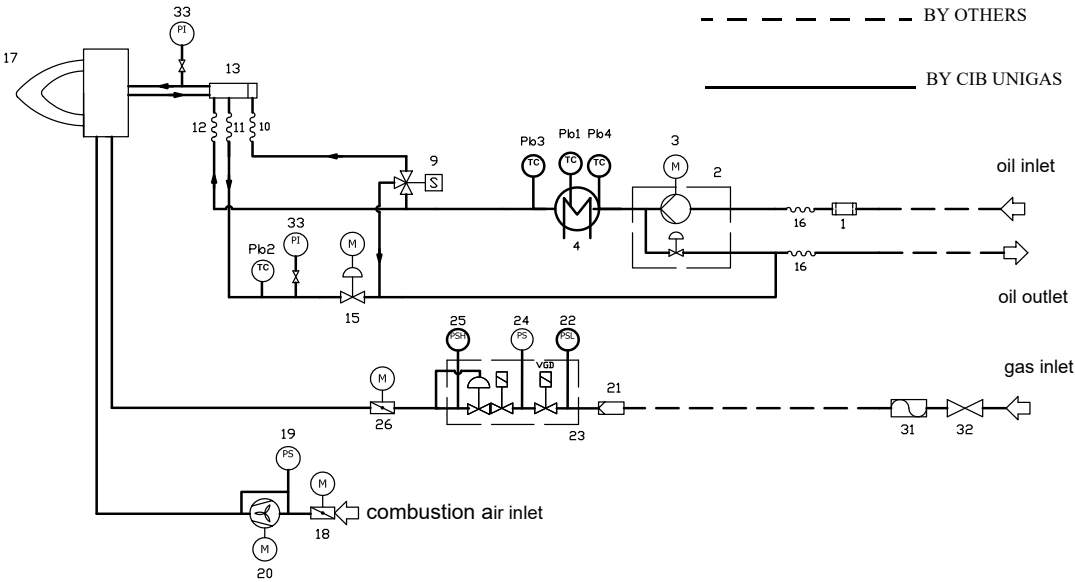 33
BY OTHERS
PI
17
13
BY CIB UNIGAS
12
11
10
Pb3
Pb1
Pb4
3
9
TC
TC
TC
M
2
oil inlet
S
16
1
4
33
Pb2
PI
M
TC
16
oil outlet
15
25
24
22
PSH
PS
PSL
gas inlet
VGD
M
21
26
23
31
32
19
PS
M
combustion air inlet
18
M
20